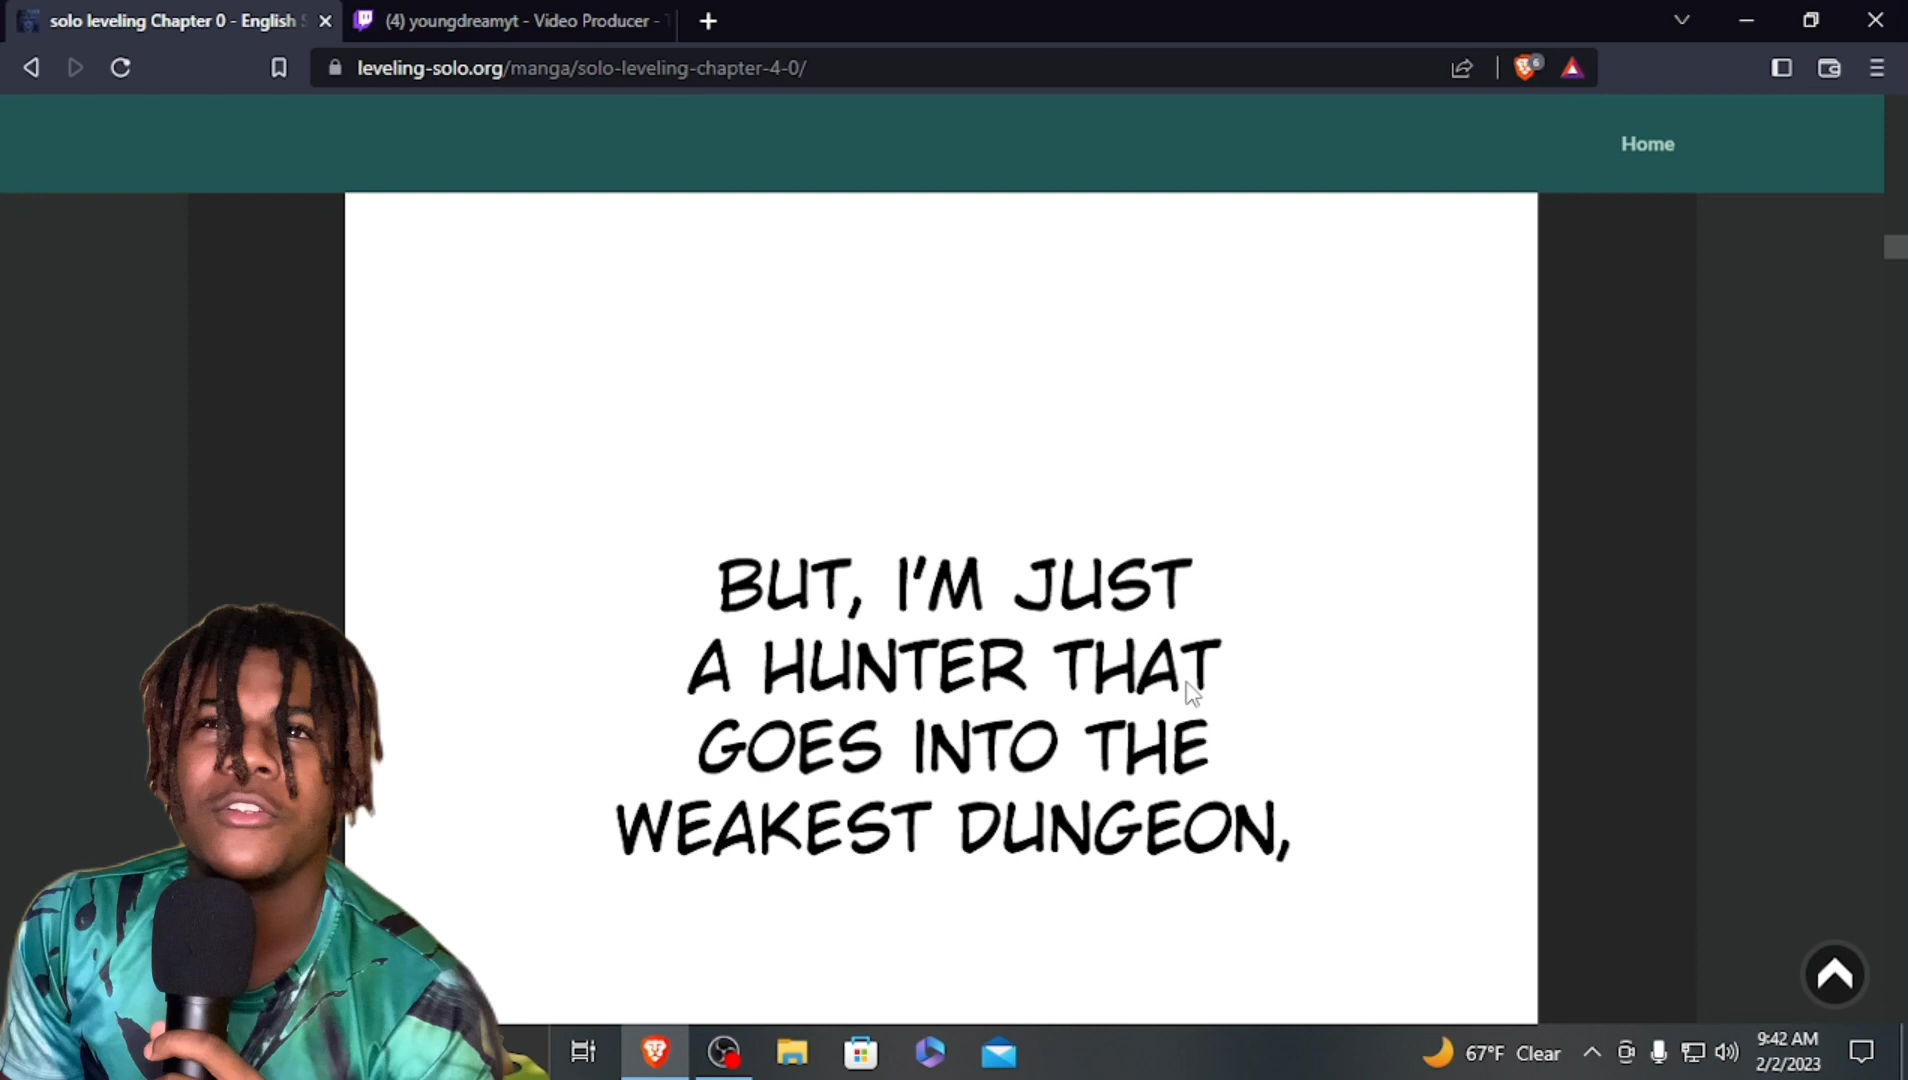 solo leveling Chapter 0 - English
(4) youngdreamyt - Video Producer -
leveling-solo.org/manga/solo-leveling-chapter-4-0/
6
Home
BUT, I'M JUST
A HUNTER THAT
GOES INTO THE
WEAKEST DUNGEON,
67°F Clear
9:42 AM
2/2/2023